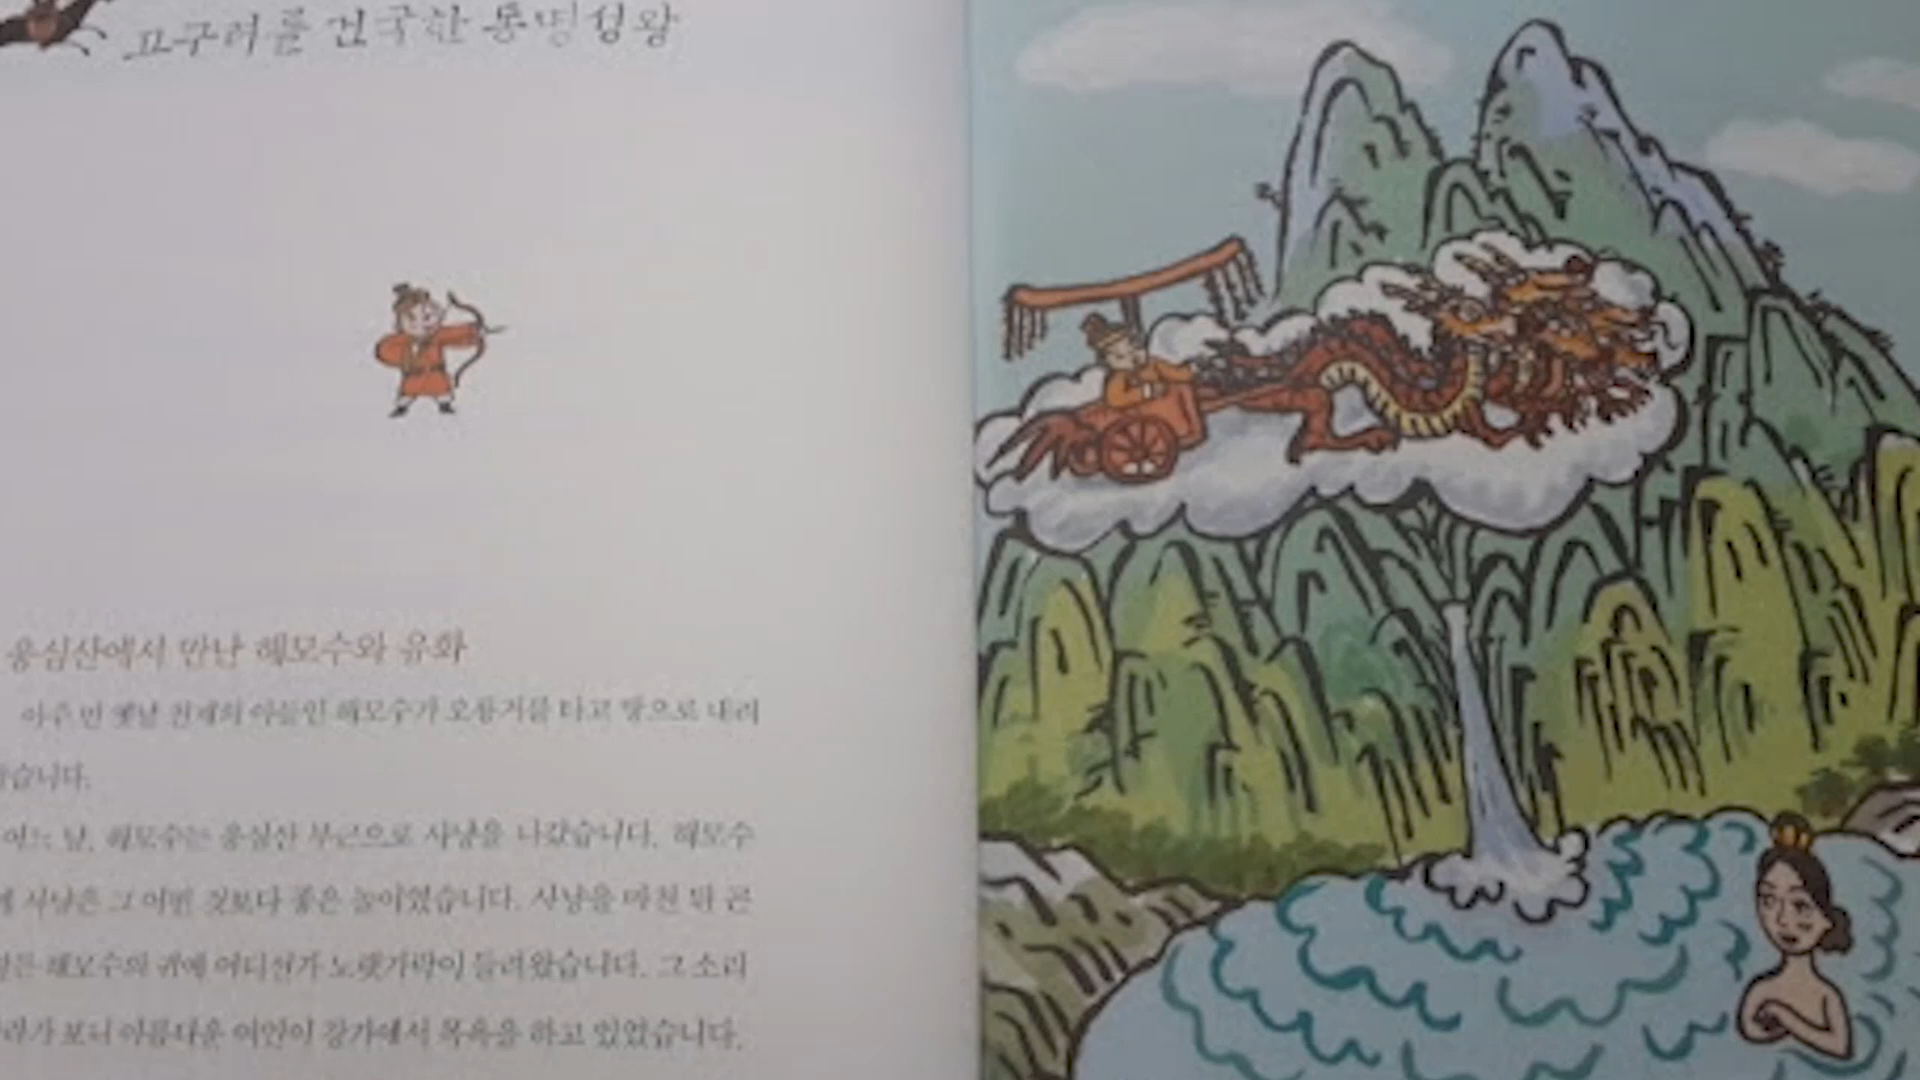 고구려를 건국한 동명성왕
웅심산에서 만난 해모수와 유화
아주 먼 옛날 천제의 아들인 해모수가 오룡거를 타고 땅으로 내려
습니다.
어느 날, 해모수는 웅심산 부근으로 사냥을 나갔습니다. 해모수
게 사냥은 그 어떤 것보다 좋은 놀이였습니다. 사냥을 마친 뒤 곤
해모수의 귀에 어디선가 노랫가락이 들려왔습니다. 그 소리
따라가 보니 아름다운 여인이 강가에서 목욕을 하고 있었습니다.